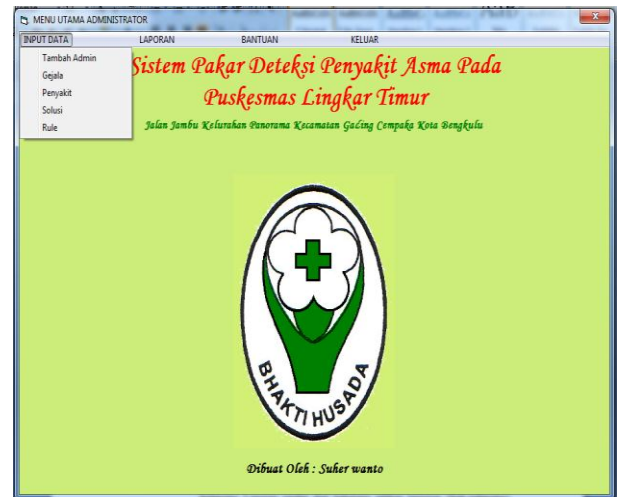 MENU UTAMA ADMINISTRATOR
INPUT DATA LAPORAN BANTUAN KELUAR
Tambah Admin
Gejala
Penyakit
Solusi
Rule
Sistem Pakar Deteksi Penyakit Asma Pada
Puskesmas Lingkar Timur
Jalan Jambu Kelurahan Panorama Kecamatan Gading Cempaka Kota Bengkulu
BHAKTI HUSADA
Dibuat Oleh : Suher wanto